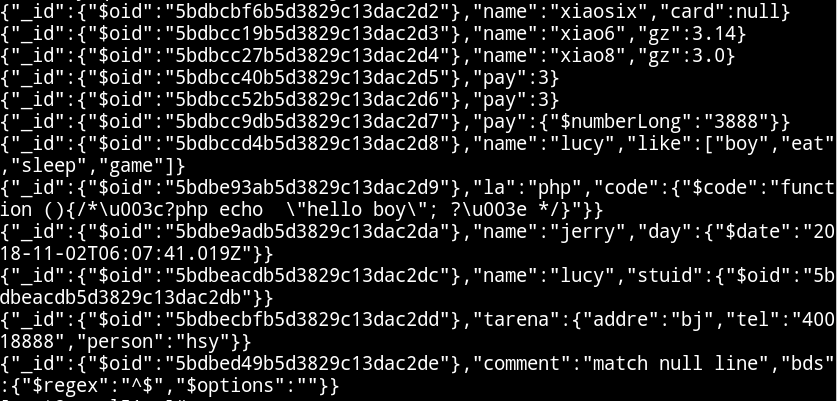 {"_id":{"$oid":"5bdbcbf6b5d3829c13dac2d2"},"name":"xiaosix","card":null}
{"_id":{"$oid":"5bdbcc19b5d3829c13dac2d3"},"name":"xiao6","gz":3.14}
{"_id":{"$oid":"5bdbcc27b5d3829c13dac2d4"},"name":"xiao8","gz":3.0}
{"_id":{"$oid":"5bdbcc40b5d3829c13dac2d5"},"pay":3}
{"_id":{"$oid":"5bdbcc52b5d3829c13dac2d6"},"pay":3}
{"_id":{"$oid":"5bdbcc9db5d3829c13dac2d7"},"pay":{"$numberLong":"3888"}}
{"_id":{"$oid":"5bdbccd4b5d3829c13dac2d8"},"name":"lucy","like":["boy","eat"
,"sleep","game"]}
{"_id":{"$oid":"5bdbe93ab5d3829c13dac2d9"},"la":"php","code":{"$code":"funct
ion (){/*\u003c?php echo  \"hello boy\"; ?\u003e */}"}}
{"_id":{"$oid":"5bdbe9adb5d3829c13dac2da"},"name":"jerry","day":{"$date":"20
18-11-02T06:07:41.019Z"}}
{"_id":{"$oid":"5bdbeacdb5d3829c13dac2dc"},"name":"lucy","stuid":{"$oid":"5b
dbeacdb5d3829c13dac2db"}}
{"_id":{"$oid":"5bdbecbfb5d3829c13dac2dd"},"tarena":{"addre":"bj","tel":"400
18888","person":"hsy"}}
{"_id":{"$oid":"5bdbed49b5d3829c13dac2de"},"comment":"match null line","bds"
:{"$regex":"^$","$options":""}}